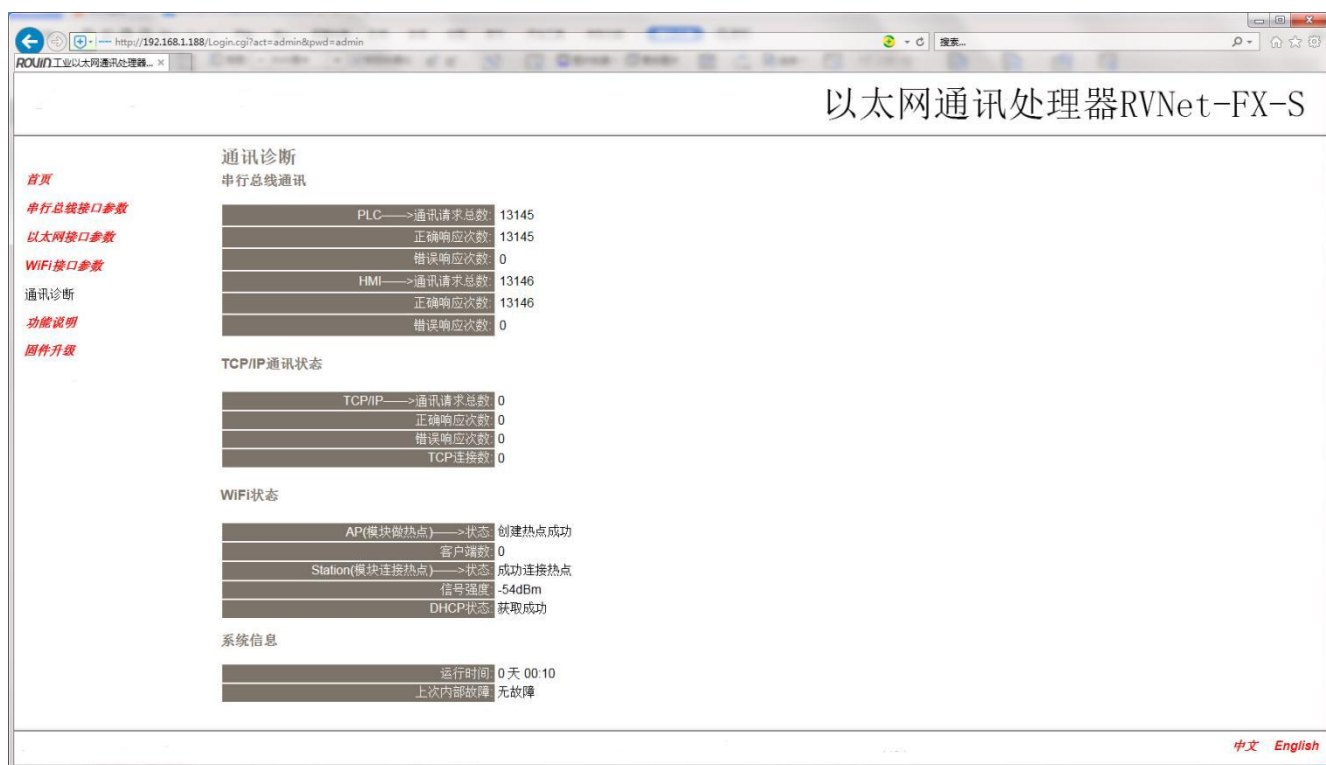 http://192.168.1.188/Login.cgi?act=admin&pwd=admin
搜索...
ROUIN工业以太网通讯处理器... ×
以太网通讯处理器RVNet-FX-S
首页
串行总线接口参数
以太网接口参数
WiFi接口参数
通讯诊断
功能说明
固件升级
通讯诊断
串行总线通讯
PLC——>通讯请求总数: 13145
正确响应次数: 13145
错误响应次数: 0
HMI——>通讯请求总数: 13146
正确响应次数: 13146
错误响应次数: 0
TCP/IP通讯状态
TCP/IP——>通讯请求总数: 0
正确响应次数: 0
错误响应次数: 0
TCP连接数: 0
WiFi状态
AP(模块做热点)——>状态: 创建热点成功
客户端数: 0
Station(模块连接热点)——>状态: 成功连接热点
信号强度: -54dBm
DHCP状态: 获取成功
系统信息
运行时间: 0 天 00:10
上次内部故障: 无故障
中文 English